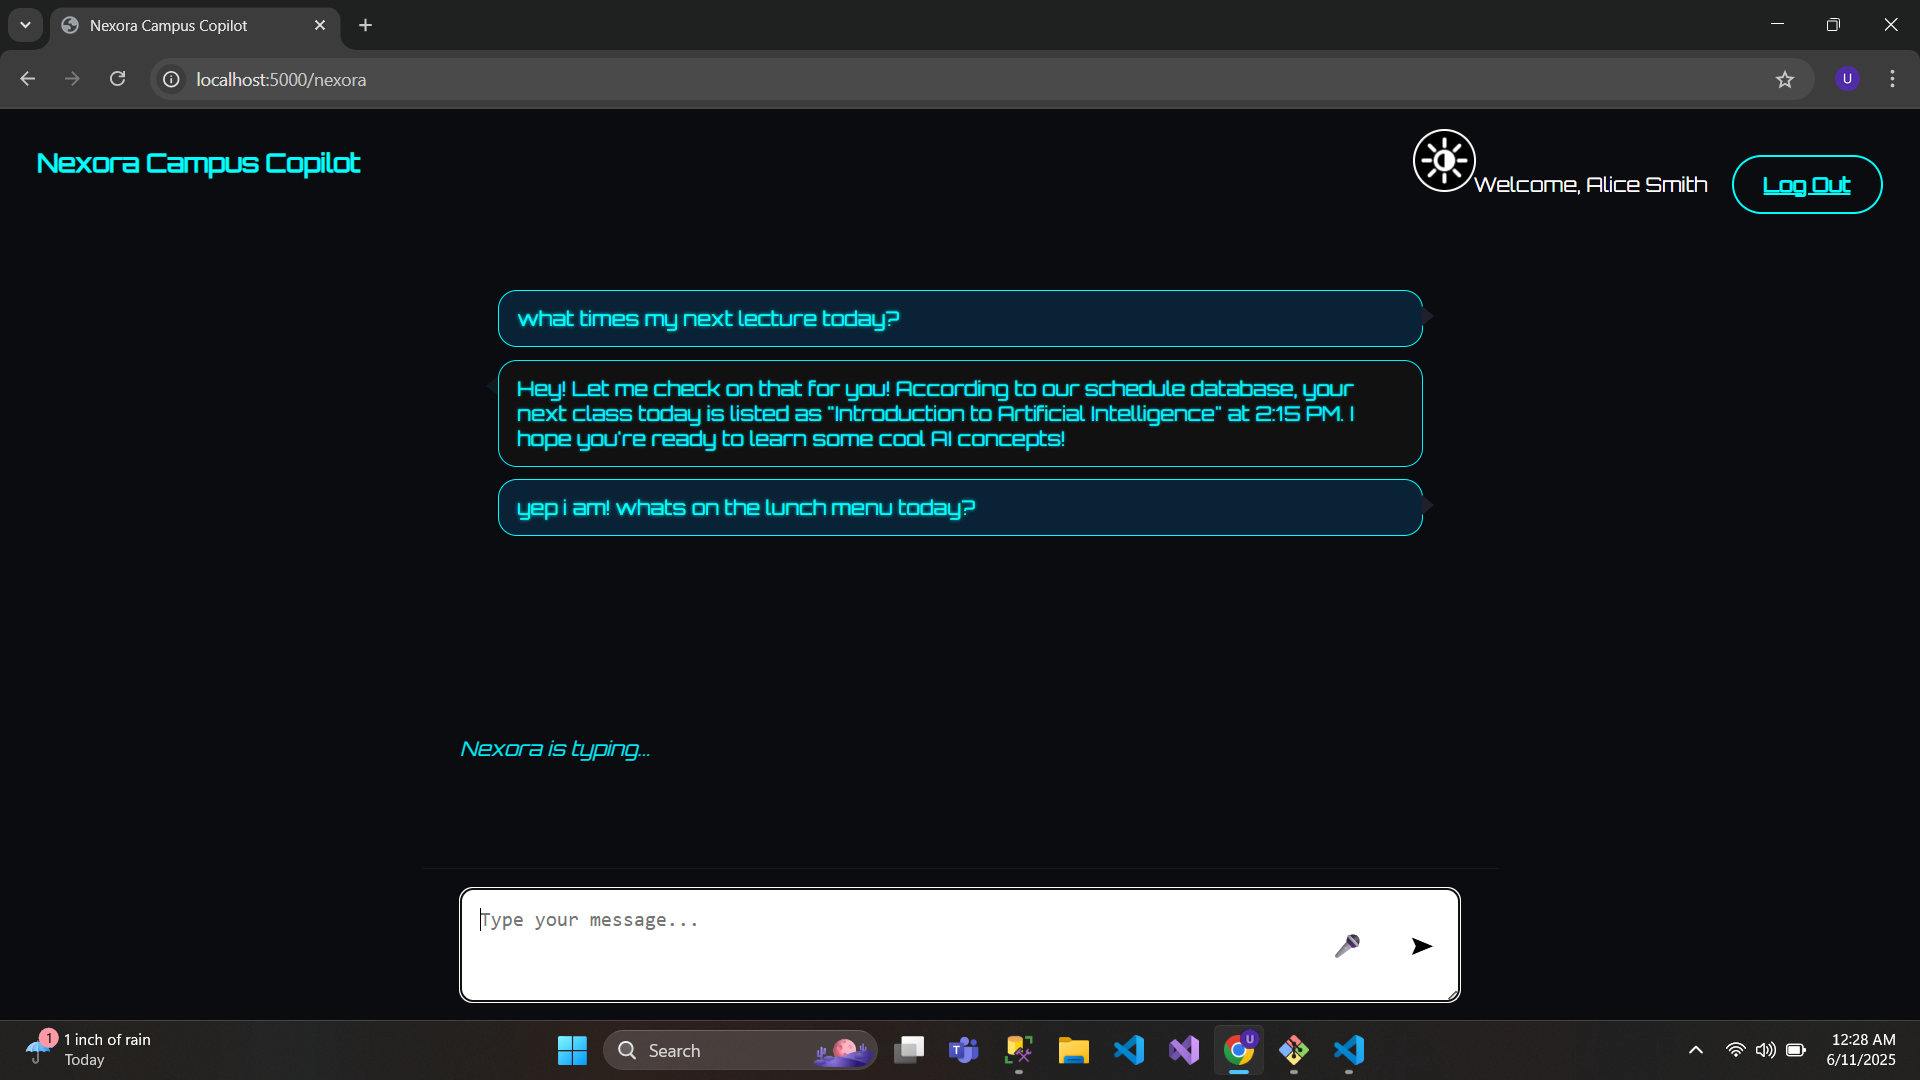 Nexora Campus Copilot
localhost:5000/nexora
U
Nexora Campus Copilot
Welcome, Alice Smith
Log Out
what times my next lecture today?
Hey! Let me check on that for you! According to our schedule database, your
next class today is listed as "Introduction to Artificial Intelligence" at 2:15 PM. I
hope you're ready to learn some cool AI concepts!
yep i am! whats on the lunch menu today?
Nexora is typing...
Type your message...
1
1 inch of rain
Today
Search
U
12:28 AM
6/11/2025